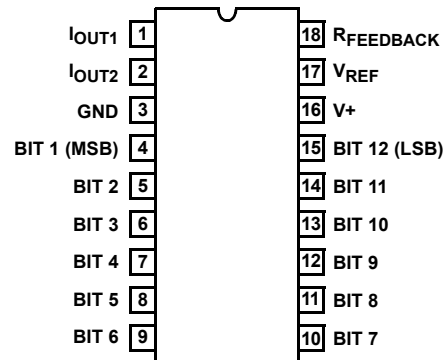 IOUT1 1 18 RFEEDBACK
IOUT2 2 17 VREF
GND 3 16 V+
BIT 1 (MSB) 4 15 BIT 12 (LSB)
BIT 2 5 14 BIT 11
BIT 3 6 13 BIT 10
BIT 4 7 12 BIT 9
BIT 5 8 11 BIT 8
BIT 6 9 10 BIT 7